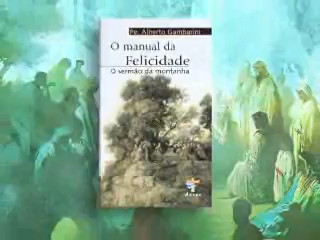 Pe. Alberto Gambarini
O manual da
Felicidade
O sermão da montanha